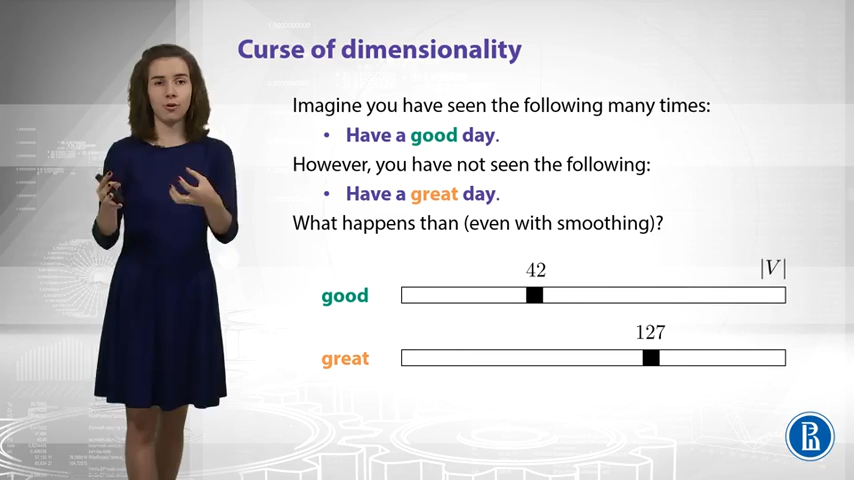 Curse of dimensionality
Imagine you have seen the following many times:
• Have a good day.
However, you have not seen the following:
• Have a great day.
What happens than (even with smoothing)?
42
|V|
good
127
great